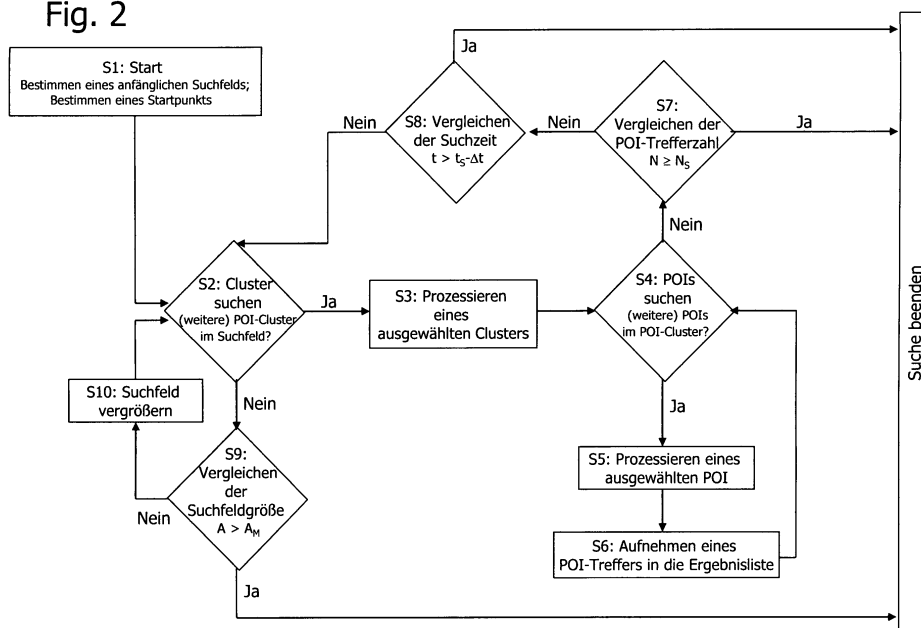 Fig. 2
S1: Start
Bestimmen eines anfänglichen Suchfelds;
Bestimmen eines Startpunkts
Ja
Nein
S8: Vergleichen
der Suchzeit
t > tS-Δt
Nein
S7:
Vergleichen der
POI-Trefferzahl
N ≥ NS
Ja
Nein
S2: Cluster
suchen
(weitere) POI-Cluster
im Suchfeld?
Ja
S3: Prozessieren
eines
ausgewählten Clusters
S4: POIs
suchen
(weitere) POIs
im POI-Cluster?
Suche beenden
S10: Suchfeld
vergrößern
Nein
Ja
S9:
Vergleichen
der
Suchfeldgröße
A > AM
Nein
S5: Prozessieren eines
ausgewählten POI
S6: Aufnehmen eines
POI-Treffers in die Ergebnisliste
Ja